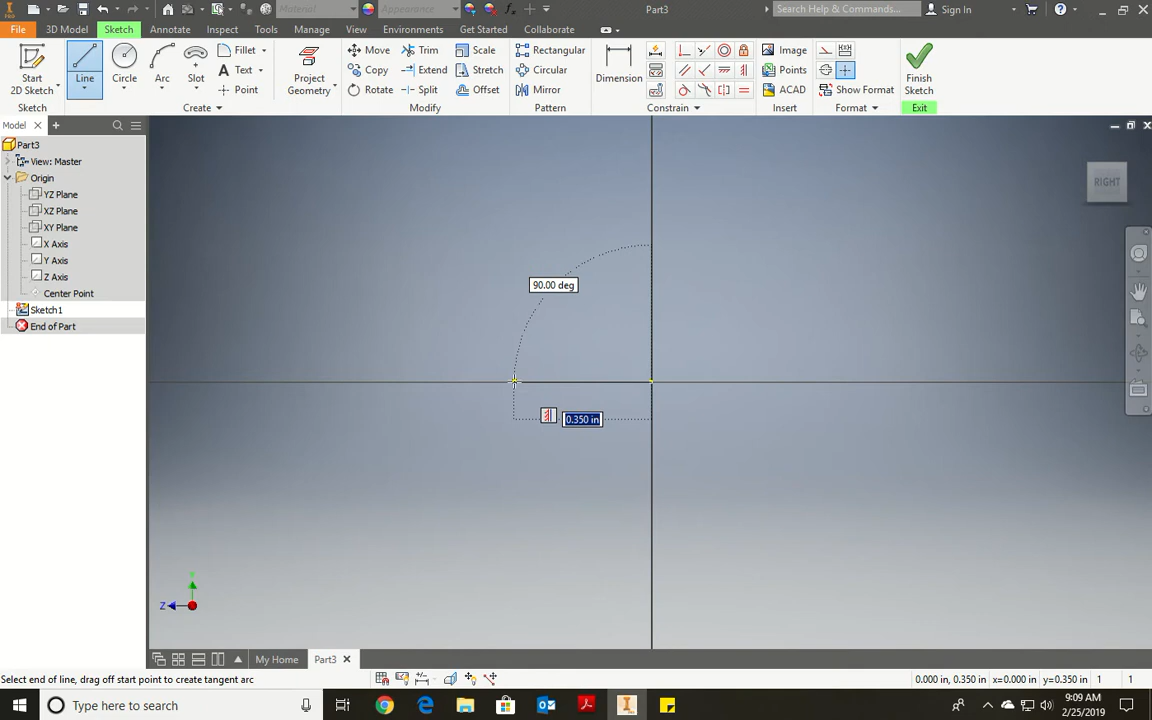 Material
Appearance
Part3
Search Help & Commands...
Sign In
File
3D Model
Sketch
Annotate
Inspect
Tools
Manage
View
Environments
Get Started
Collaborate
Start
2D Sketch
Line
Circle
Arc
Slot
Fillet
Text
Point
Project
Geometry
Move
Copy
Rotate
Trim
Extend
Split
Scale
Stretch
Offset
Rectangular
Circular
Mirror
Dimension
Image
Points
ACAD
Show Format
Finish
Sketch
Sketch
Create
Modify
Pattern
Constrain
Insert
Format
Exit
Model
Part3
View: Master
Origin
YZ Plane
XZ Plane
XY Plane
X Axis
Y Axis
Z Axis
Center Point
Sketch1
End of Part
RIGHT
90.00 deg
0.350 in
Z
My Home
Part3
Select end of line, drag off start point to create tangent arc
0.000 in, 0.350 in
x=0.000 in
y=0.350 in
1
1
Type here to search
9:09 AM
2/25/2019